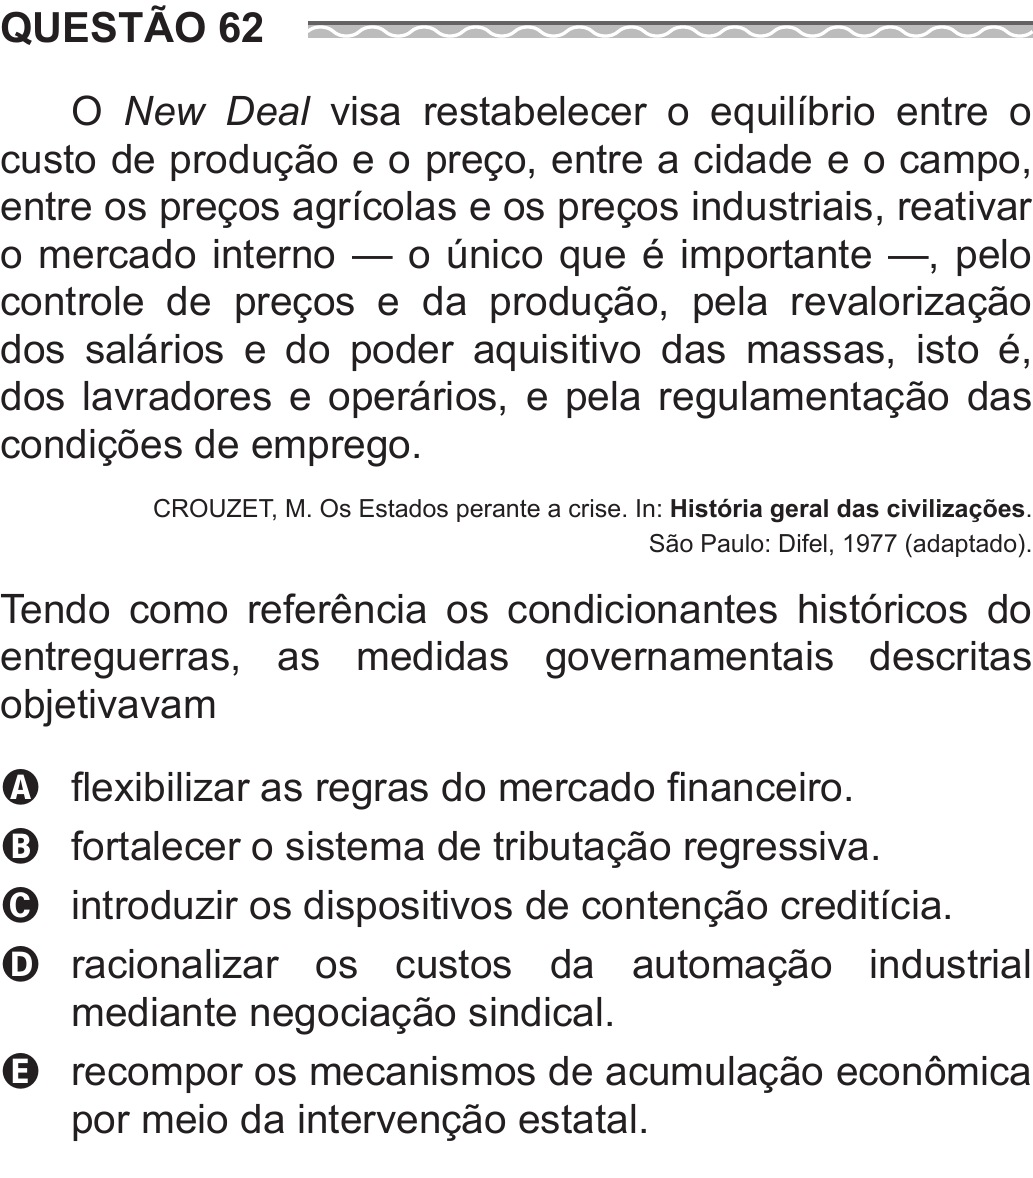 QUESTÃO 62
O New Deal visa restabelecer o equilíbrio entre o
custo de produção e o preço, entre a cidade e o campo,
entre os preços agrícolas e os preços industriais, reativar
o mercado interno — o único que é importante —, pelo
controle de preços e da produção, pela revalorização
dos salários e do poder aquisitivo das massas, isto é,
dos lavradores e operários, e pela regulamentação das
condições de emprego.
CROUZET, M. Os Estados perante a crise. In: História geral das civilizações.
São Paulo: Difel, 1977 (adaptado).
Tendo como referência os condicionantes históricos do
entreguerras, as medidas governamentais descritas
objetivavam
A flexibilizar as regras do mercado financeiro.
B fortalecer o sistema de tributação regressiva.
C introduzir os dispositivos de contenção creditícia.
D racionalizar os custos da automação industrial
mediante negociação sindical.
E recompor os mecanismos de acumulação econômica
por meio da intervenção estatal.